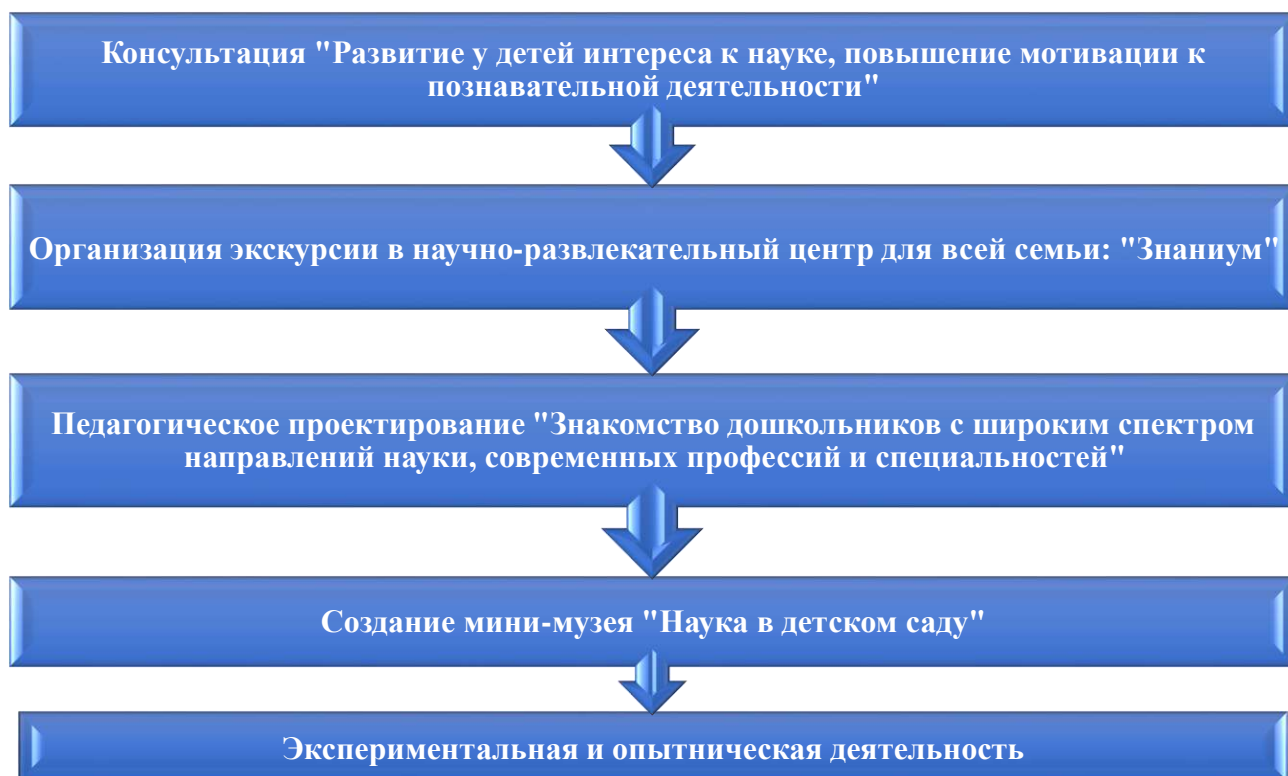 Консультация "Развитие у детей интереса к науке, повышение мотивации к
познавательной деятельности"
Организация экскурсии в научно-развлекательный центр для всей семьи: "Знаниум"
Педагогическое проектирование "Знакомство дошкольников с широким спектром
направлений науки, современных профессий и специальностей"
Создание мини-музея "Наука в детском саду"
Экспериментальная и опытническая деятельность